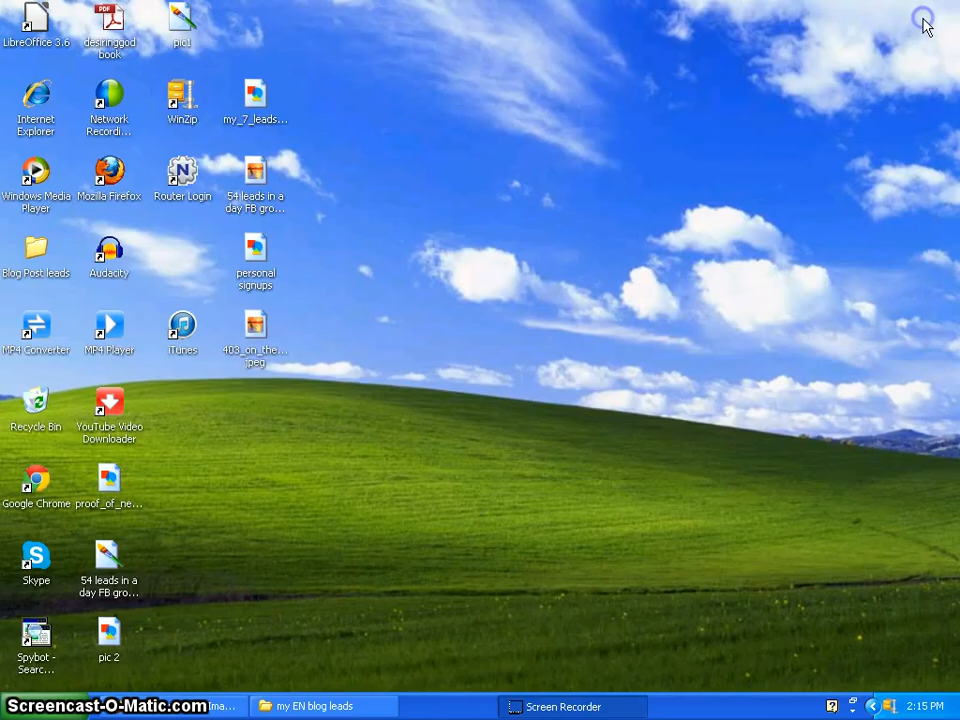 LibreOffice 3.6
desiringgod
book
pic1
Internet
Explorer
Network
Recordi...
WinZip
my_7_leads...
Windows Media
Player
Mozilla Firefox
Router Login
54 leads in a
day FB gro...
Blog Post leads
Audacity
personal
signups
MP4 Converter
MP4 Player
iTunes
403_on_the...
jpeg
Recycle Bin
YouTube Video
Downloader
Google Chrome
proof_of_ne...
Skype
54 leads in a
day FB gro...
Spybot -
Searc...
pic 2
Screencast-O-Matic.com
Ima...
my EN blog leads
Screen Recorder
2:15 PM